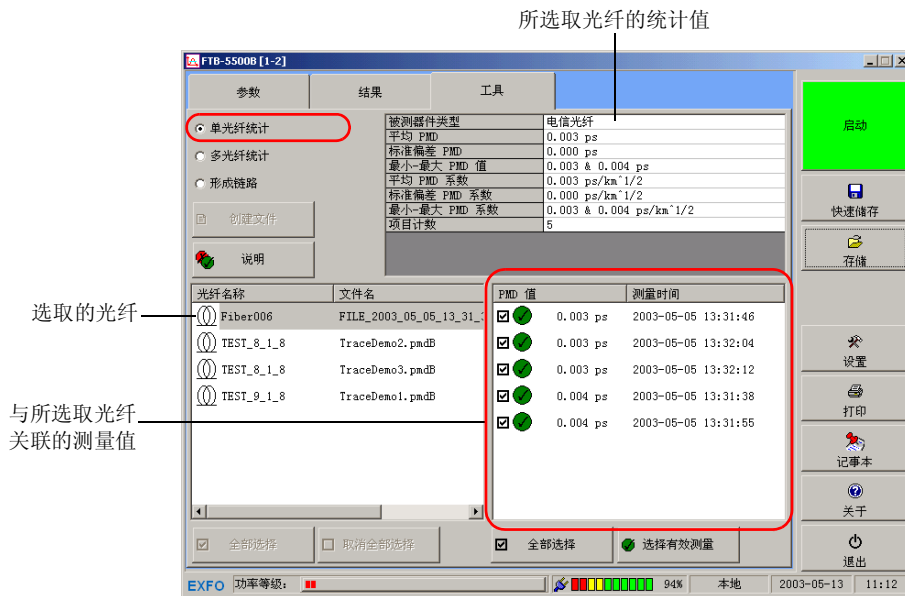 所选取光纤的统计值
FTB-5500B [1-2]
参数 结果 工具
单光纤统计
多光纤统计
形成链路
创建文件
说明
被测器件类型 电信光纤
平均 PMD 0.003 ps
标准偏差 PMD 0.000 ps
最小-最大 PMD 值 0.003 & 0.004 ps
平均 PMD 系数 0.003 ps/km^1/2
标准偏差 PMD 系数 0.000 ps/km^1/2
最小-最大 PMD 系数 0.003 & 0.004 ps/km^1/2
项目计数 5
启动
快速储存
存储
设置
打印
记事本
关于
退出
选取的光纤
与所选取光纤
关联的测量值
光纤名称 文件名
Fiber006 FILE_2003_05_05_13_31_
TEST_8_1_8 TraceDemo2.pmdB
TEST_8_1_8 TraceDemo3.pmdB
TEST_9_1_8 TraceDemo1.pmdB
PMD 值 测量时间
0.003 ps 2003-05-05 13:31:46
0.003 ps 2003-05-05 13:32:04
0.003 ps 2003-05-05 13:32:12
0.004 ps 2003-05-05 13:31:38
0.004 ps 2003-05-05 13:31:55
全部选择 取消全部选择 全部选择 选择有效测量
EXFO 功率等级: 94% 本地 2003-05-13 11:12